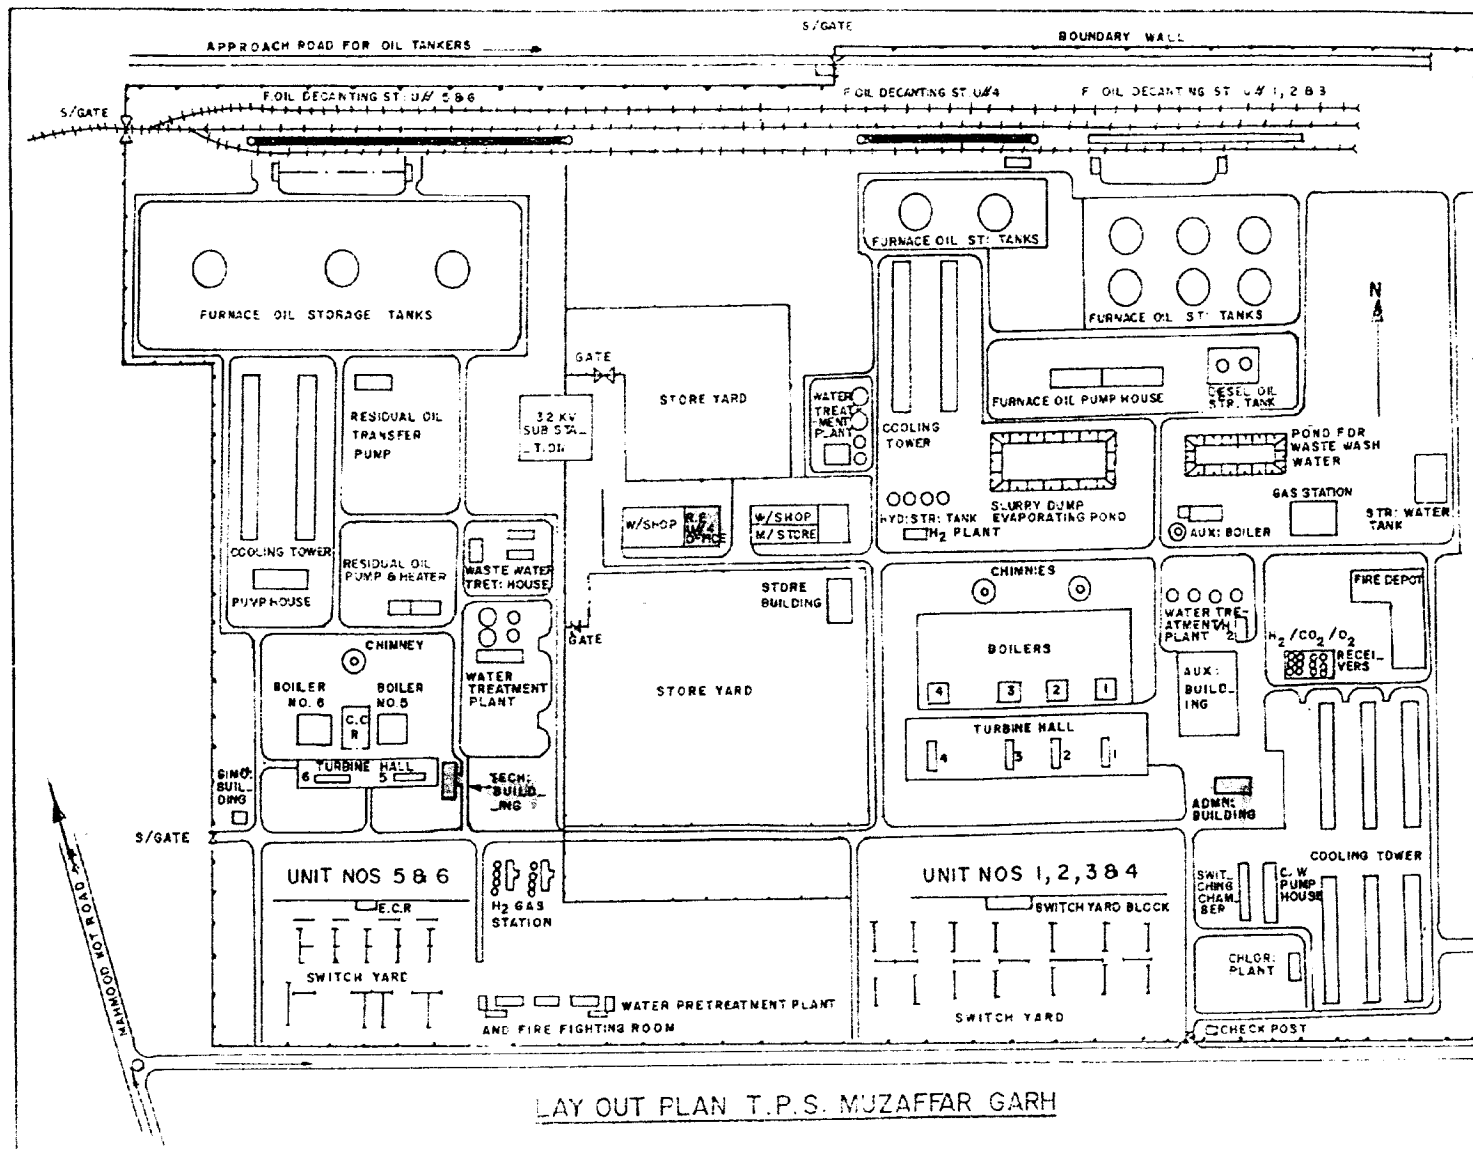 S/GATE
APPROACH ROAD FOR OIL TANKERS
BOUNDARY WALL
S/GATE
F.OIL DECANTING ST: U# 5 & 6
F.OIL DECANTING ST: U#4
F. OIL DECANTING ST: U# 1, 2 & 3
FURNACE OIL STORAGE TANKS
FURNACE OIL ST: TANKS
FURNACE OIL ST: TANKS
N
GATE
RESIDUAL OIL
TRANSFER
PUMP
SUB STA_
STORE YARD
WATER
TREAT
MENT
PLANT
COOLING
TOWER
FURNACE OIL PUMP HOUSE
DESEL OIL
STR: TANK
POND FOR
WASTE WASH
WATER
GAS STATION
STR: WATER
TANK
SLURRY DUMP
EVAPORATING POND
HYD: STR: TANK
H2 PLANT
AUX: BOILER
W/SHOP
W/SHOP
M/STORE
COOLING TOWER
PUMP HOUSE
RESIDUAL OIL
PUMP & HEATER
WASTE WATER
TRET: HOUSE
STORE
BUILDING
GATE
CHIMNIES
BOILERS
4 3 2 1
TURBINE HALL
4 3 2 1
WATER TRE-
ATMENT
PLANT
FIRE DEPOT
H2 /CO2 /O2
RECEI_
VERS
AUX:
BUILD_
ING
CHIMNEY
BOILER
NO. 6
BOILER
NO. 5
C.C
R
WATER
TREATMENT
PLANT
STORE YARD
TURBINE HALL
6 5
BUIL_
DING
TECH:
BUILD_
ING
ADMN:
BUILDING
S/GATE
UNIT NOS 5 & 6
E.C.R
SWITCH YARD
H2 GAS
STATION
UNIT NOS 1, 2, 3 & 4
SWITCH YARD BLOCK
SWITCH YARD
SWIT_
CHING
CHAM_
BER
C.W
PUMP
HOUSE
COOLING TOWER
CHLOR:
PLANT
CHECK POST
WATER PRETREATMENT PLANT
AND FIRE FIGHTING ROOM
MAHMOOD KOT ROAD
LAY OUT PLAN T.P.S. MUZAFFAR GARH